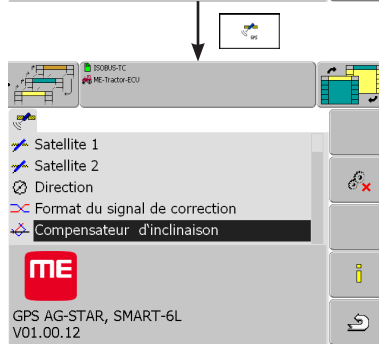 GPS
ISOBUS-TC
ME-Tractor-ECU
Satellite 1
Satellite 2
Direction
Format du signal de correction
Compensateur d'inclinaison
ME
i
GPS AG-STAR, SMART-6L
V01.00.12